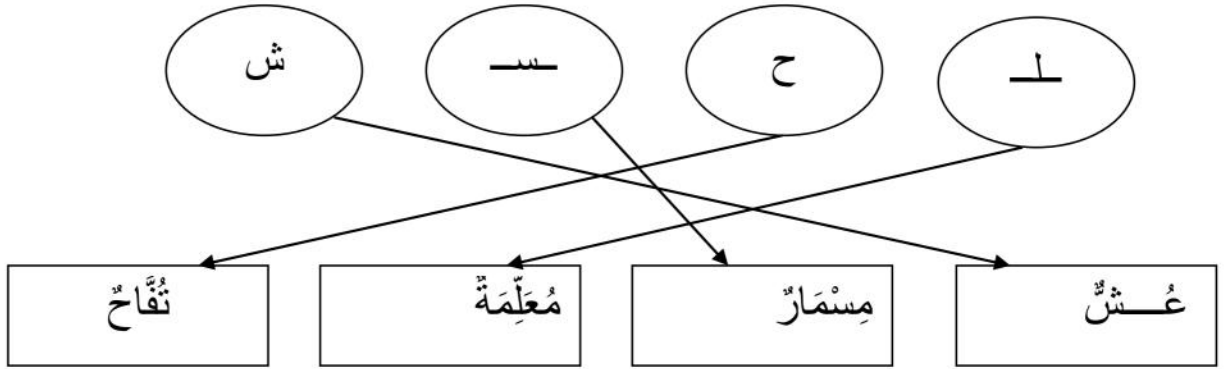 ـلـ ح ـسـ ش
عُـــشٌّ مِسْمَارٌ مُعَلِّمَةٌ تُفَّاحٌ